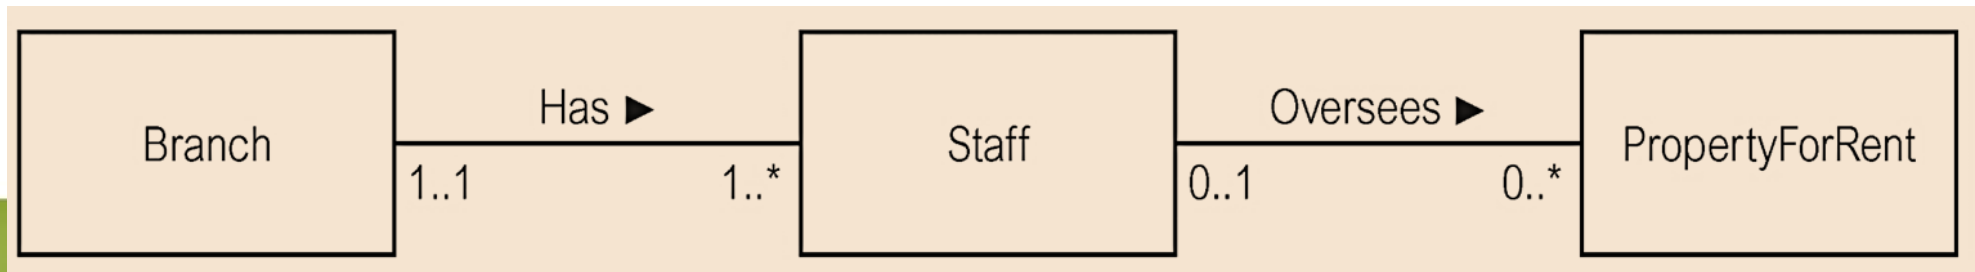 Has ►
Oversees ►
Branch
Staff
PropertyForRent
1..1
1..*
0..1
0..*